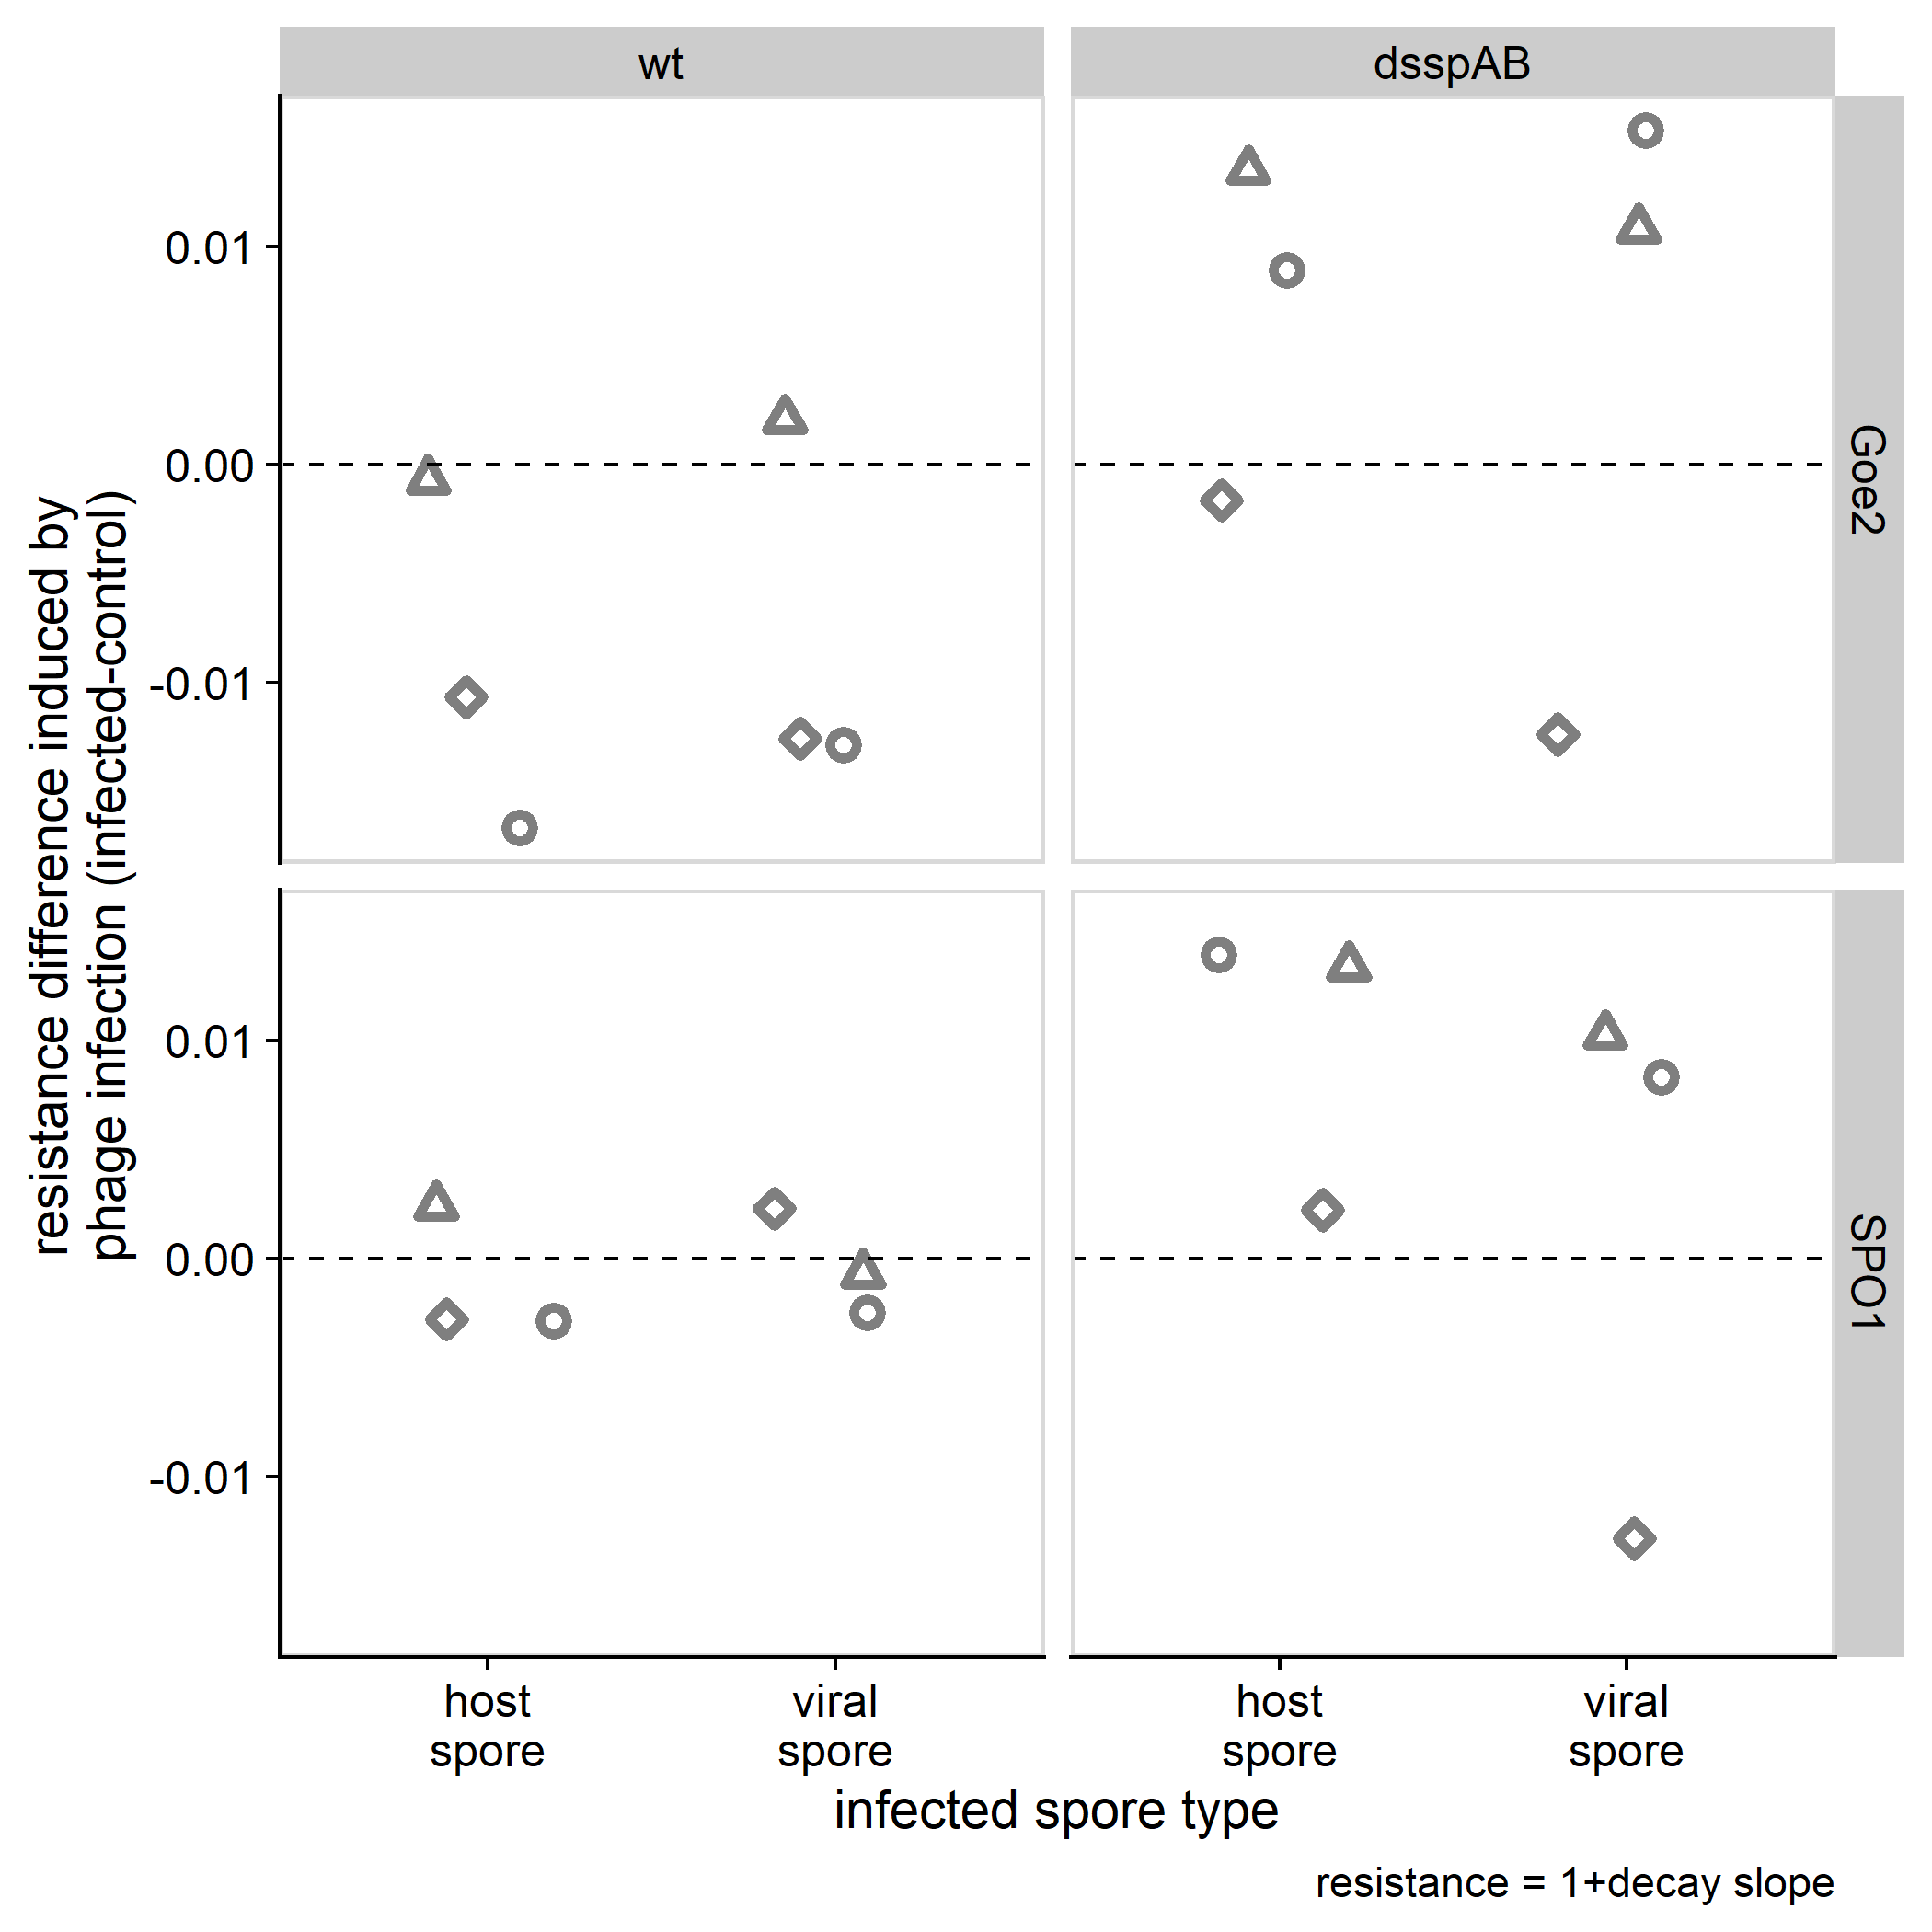 wt
dsspAB
resistance difference induced by
phage infection (infected-control)
0.01
0.00
-0.01
Goe2
0.01
0.00
-0.01
SPO1
host
spore
viral
spore
host
spore
viral
spore
infected spore type
resistance = 1+decay slope